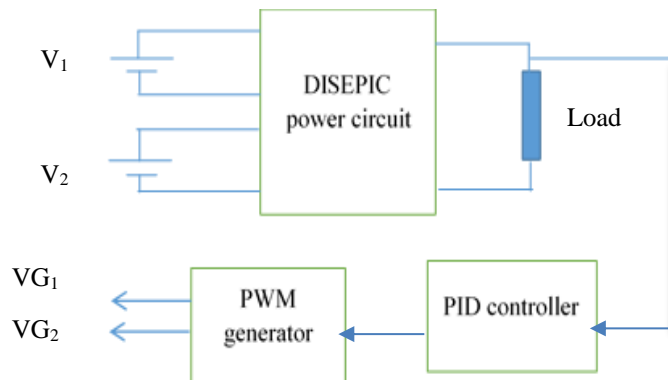 V₁
DISEPIC
power circuit
Load
V₂
VG₁
VG₂
PWM
generator
PID controller